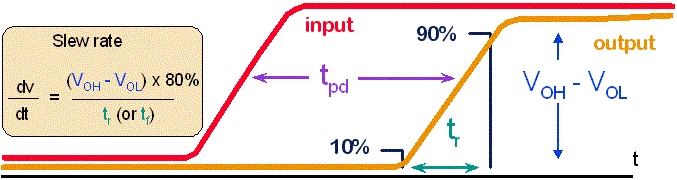 Slew rate
dv/dt = (VOH - VOL) x 80% / tr (or tf)
input
90%
output
tpd
VOH - VOL
10%
tr
t